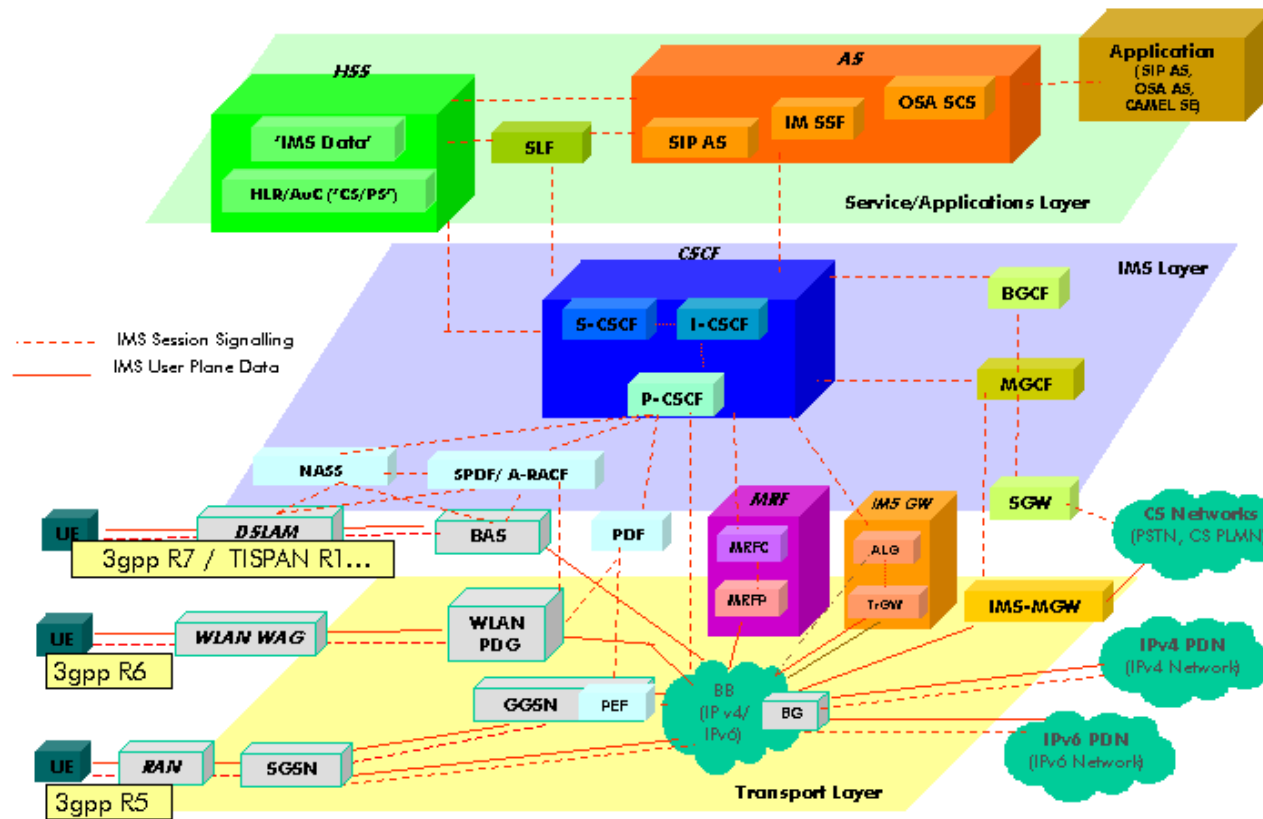 HSS
'IMS Data'
HLR/AuC ('CS/PS')
SLF
AS
SIP AS
IM SSF
OSA SCS
Application
(SIP AS,
OSA AS,
CAMEL SE)
Service/Applications Layer
CSCF
IMS Layer
S-CSCF
I-CSCF
P-CSCF
BGCF
MGCF
SGW
IMS Session Signalling
IMS User Plane Data
NASS
SPDF/ A-RACF
UE
DSLAM
BAS
3gpp R7 / TISPAN R1...
PDF
MRF
MRFC
MRFP
IMS GW
ALG
TrGW
IMS-MGW
CS Networks
(PSTN, CS PLMN)
UE
WLAN WAG
WLAN
PDG
3gpp R6
GGSN
PEF
BB
(IP v4/
IPv6)
BG
IPv4 PDN
(IPv4 Network)
IPv6 PDN
(IPv6 Network)
UE
RAN
SGSN
3gpp R5
Transport Layer